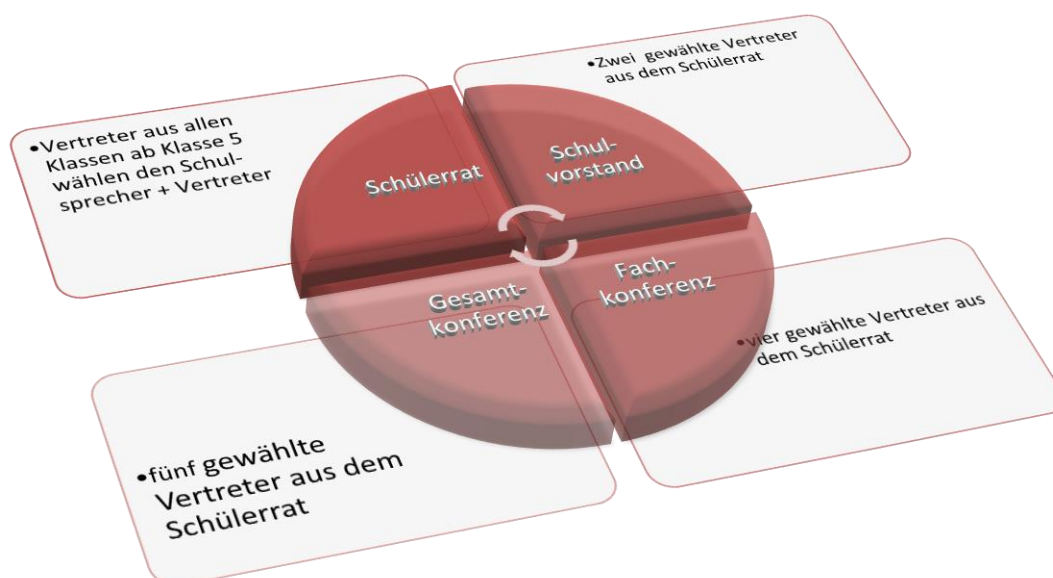 •Vertreter aus allen
Klassen ab Klasse 5
wählen den Schul-
sprecher + Vertreter
Schülerrat
•Zwei gewählte Vertreter
aus dem Schülerrat
Schul-
vorstand
Gesamt-
konferenz
•fünf gewählte
Vertreter aus dem
Schülerrat
Fach-
konferenz
•vier gewählte Vertreter aus
dem Schülerrat